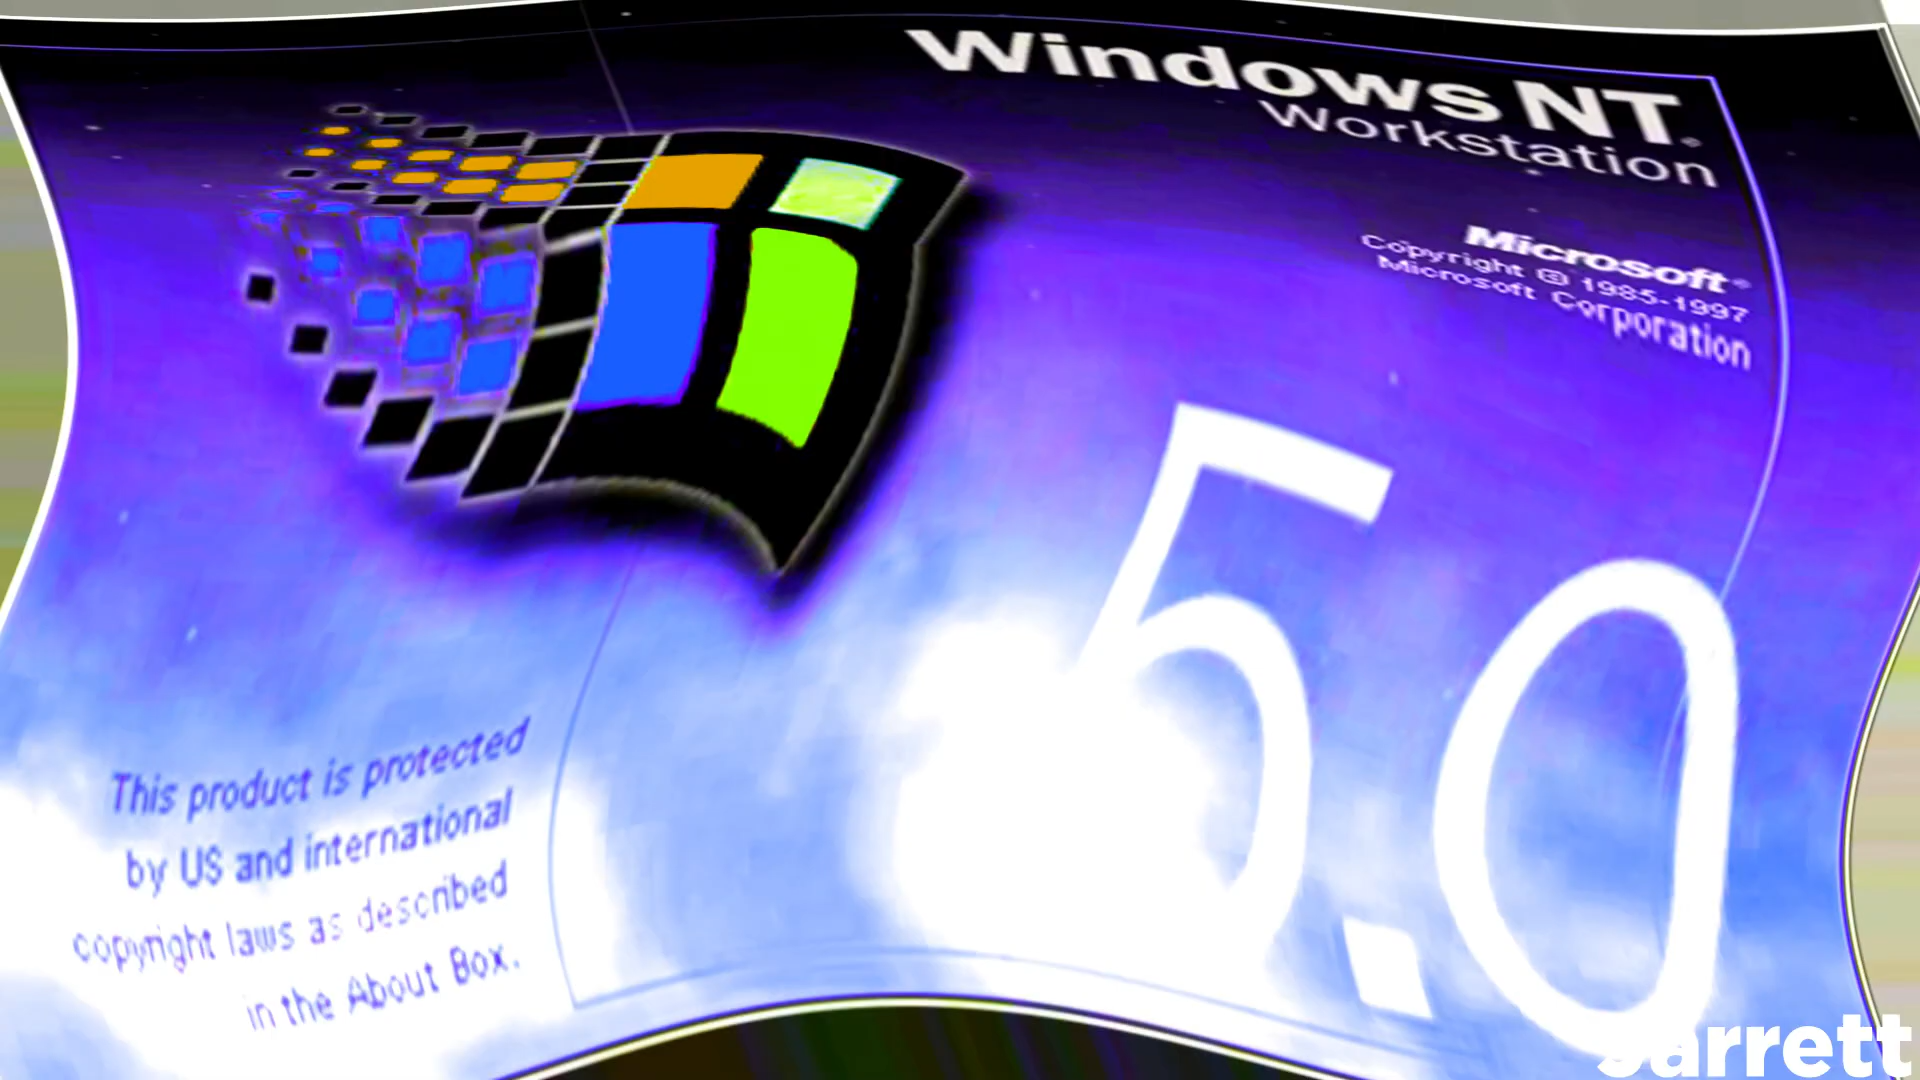 Windows NT®
Workstation
Microsoft®
Copyright © 1985-1997
Microsoft Corporation
5.0
This product is protected
by US and international
copyright laws as described
in the About Box.
Jarrett